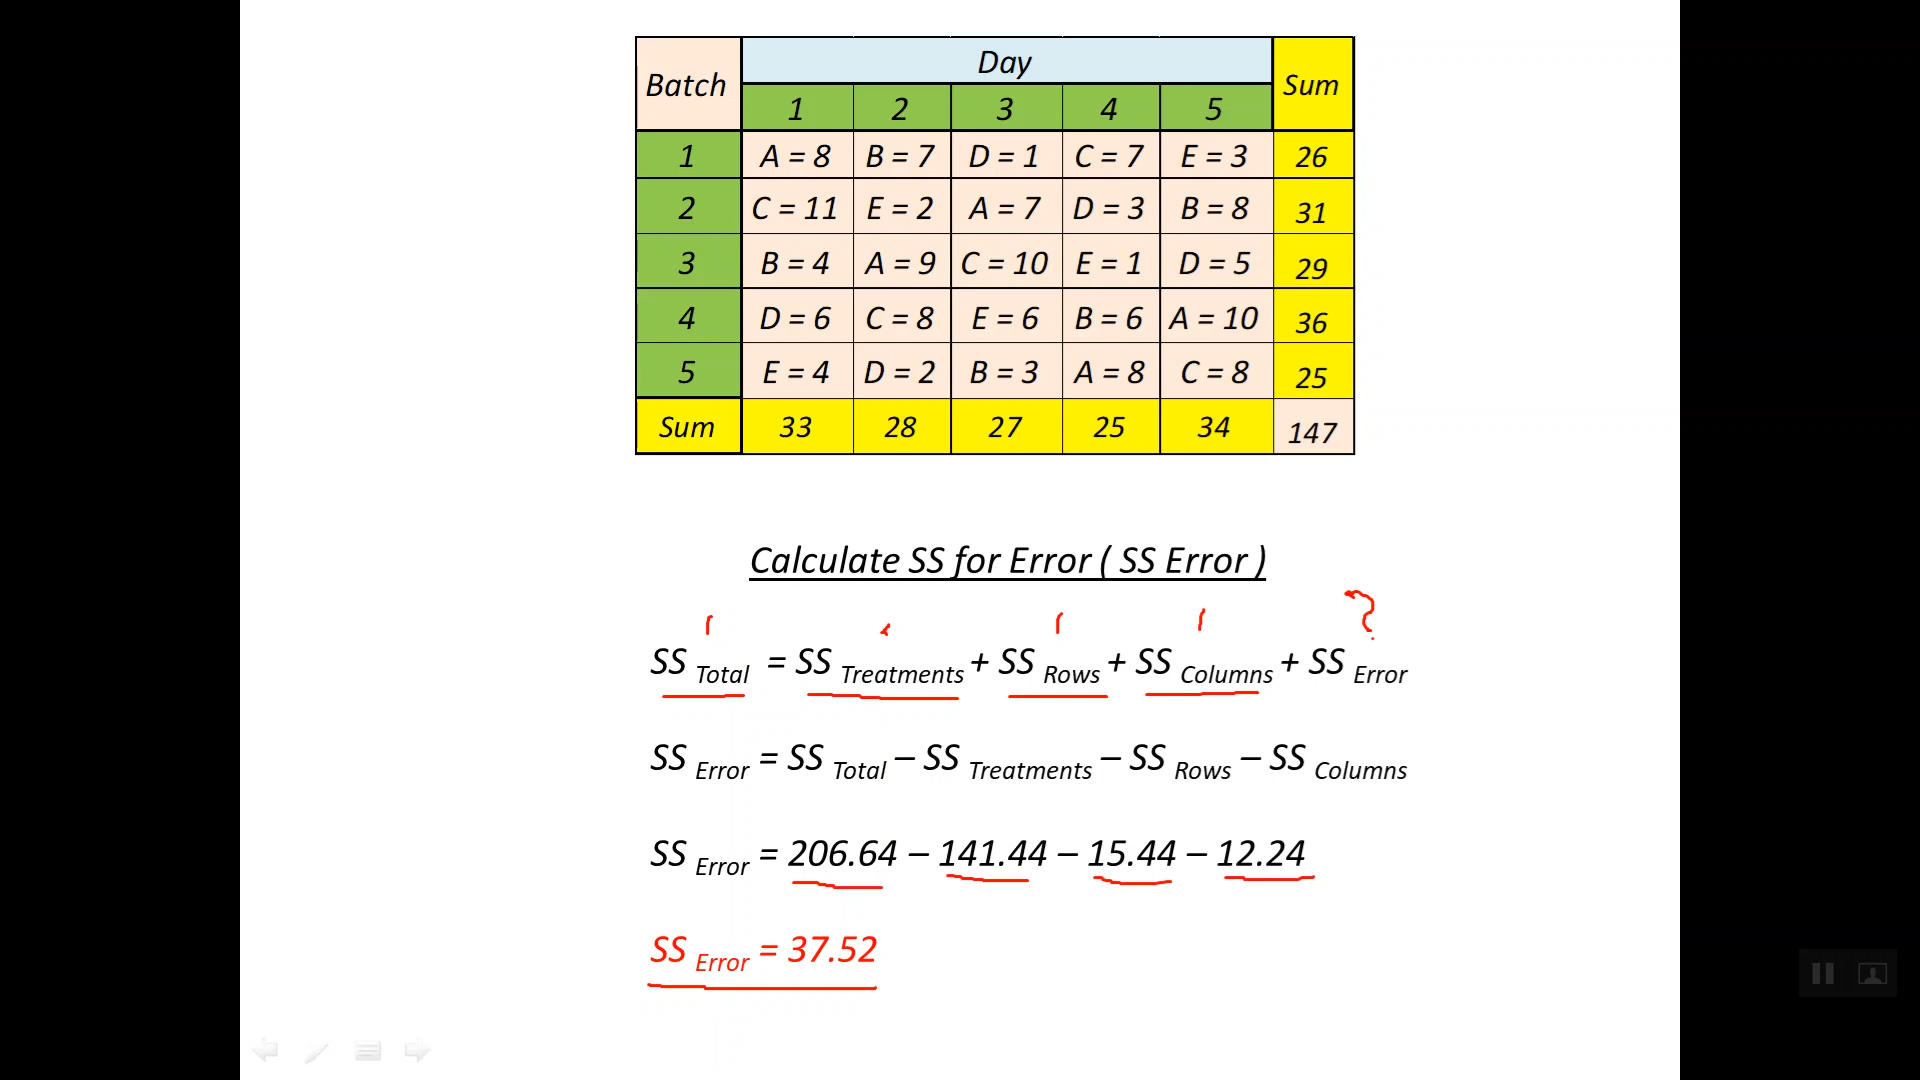 Batch Day Sum
1 2 3 4 5
1 A = 8 B = 7 D = 1 C = 7 E = 3 26
2 C = 11 E = 2 A = 7 D = 3 B = 8 31
3 B = 4 A = 9 C = 10 E = 1 D = 5 29
4 D = 6 C = 8 E = 6 B = 6 A = 10 36
5 E = 4 D = 2 B = 3 A = 8 C = 8 25
Sum 33 28 27 25 34 147
Calculate SS for Error ( SS Error )
?
SS Total = SS Treatments + SS Rows + SS Columns + SS Error
SS Error = SS Total – SS Treatments – SS Rows – SS Columns
SS Error = 206.64 – 141.44 – 15.44 – 12.24
SS Error = 37.52